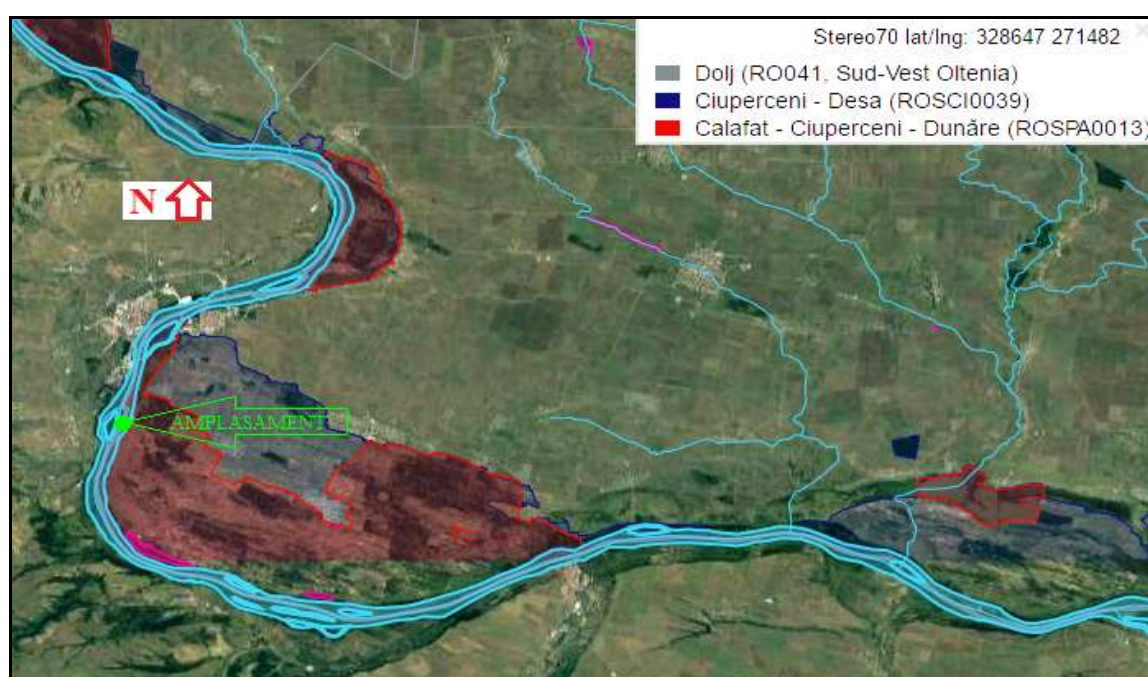 Stereo70 lat/lng: 328647 271482
Dolj (RO041, Sud-Vest Oltenia)
Ciuperceni - Desa (ROSCI0039)
Calafat - Ciuperceni - Dunăre (ROSPA0013)
N
AMPLASAMENT